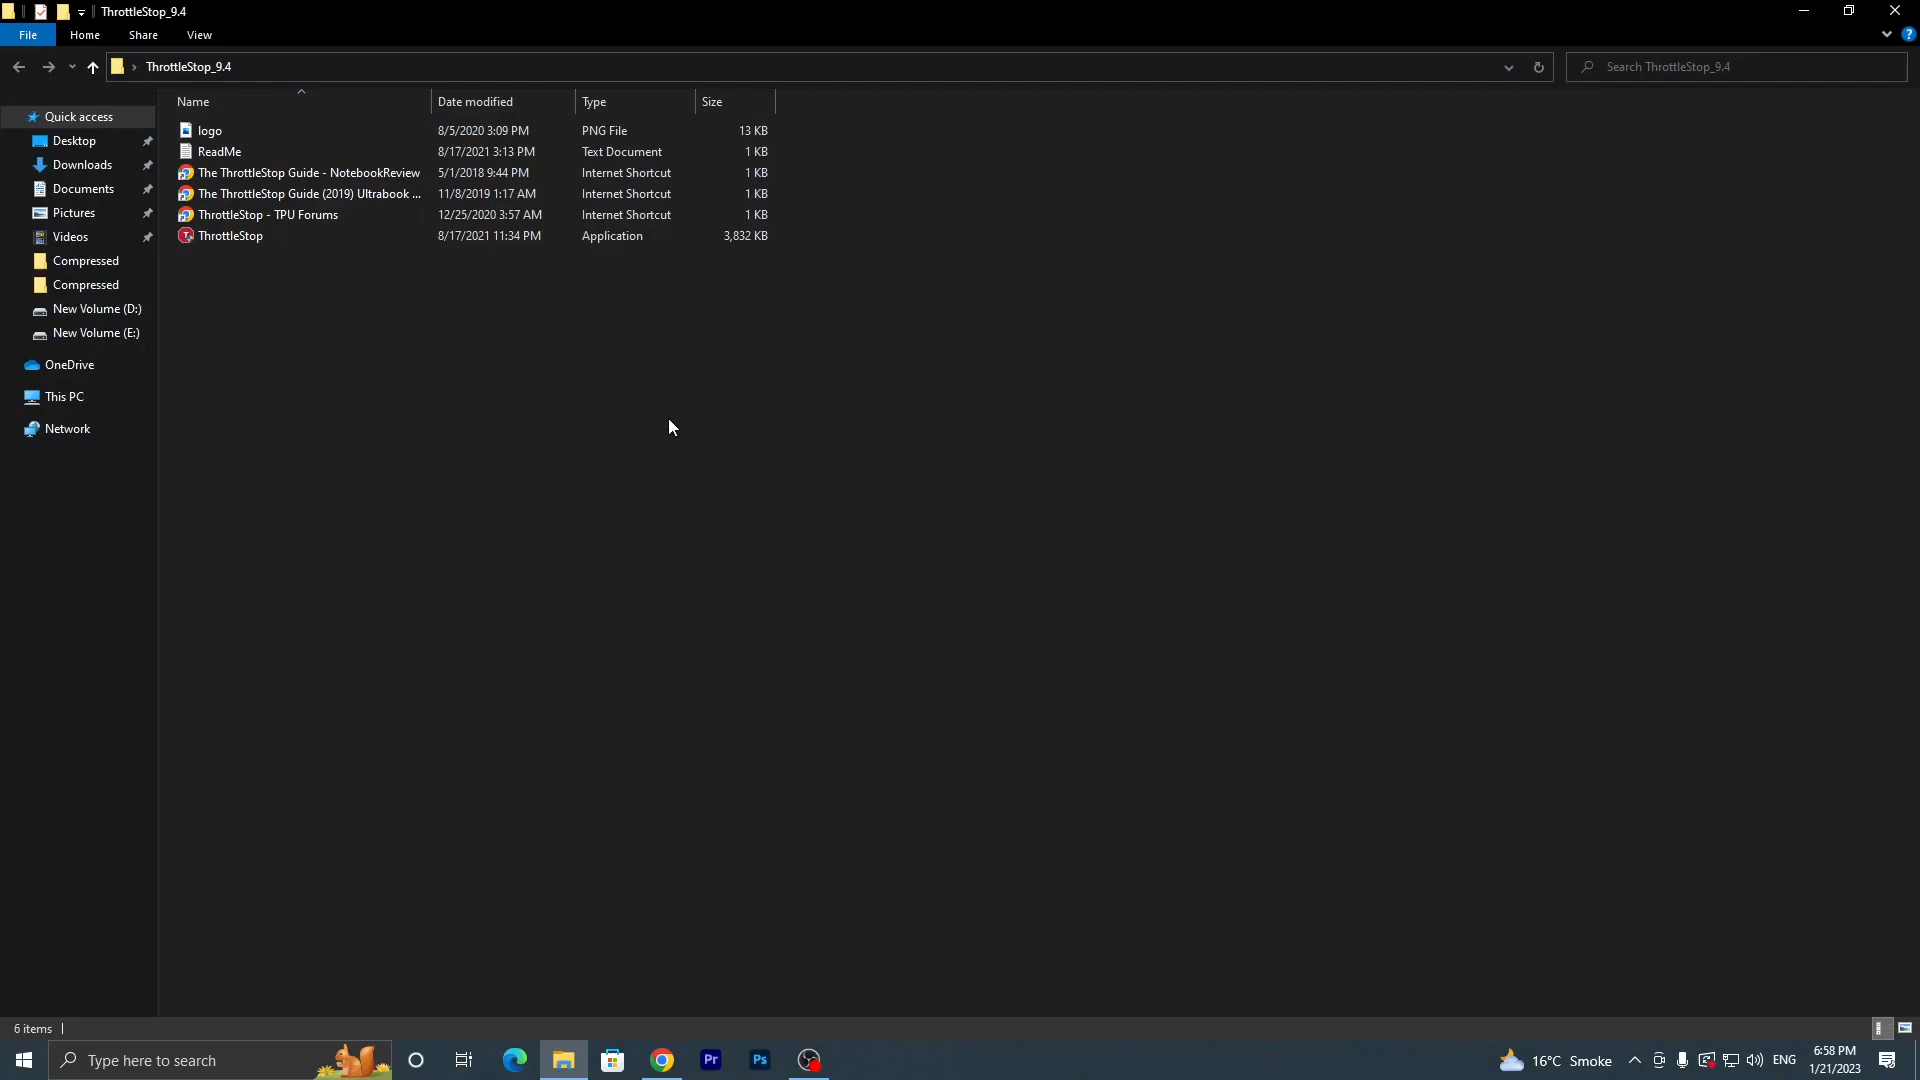 ThrottleStop_9.4
File Home Share View
ThrottleStop_9.4
Search ThrottleStop_9.4
Name Date modified Type Size
Quick access
Desktop
Downloads
Documents
Pictures
Videos
Compressed
Compressed
New Volume (D:)
New Volume (E:)
OneDrive
This PC
Network
logo 8/5/2020 3:09 PM PNG File 13 KB
ReadMe 8/17/2021 3:13 PM Text Document 1 KB
The ThrottleStop Guide - NotebookReview 5/1/2018 9:44 PM Internet Shortcut 1 KB
The ThrottleStop Guide (2019) Ultrabook ... 11/8/2019 1:17 AM Internet Shortcut 1 KB
ThrottleStop - TPU Forums 12/25/2020 3:57 AM Internet Shortcut 1 KB
ThrottleStop 8/17/2021 11:34 PM Application 3,832 KB
6 items
Type here to search
Pr
Ps
16°C Smoke
ENG
6:58 PM
1/21/2023